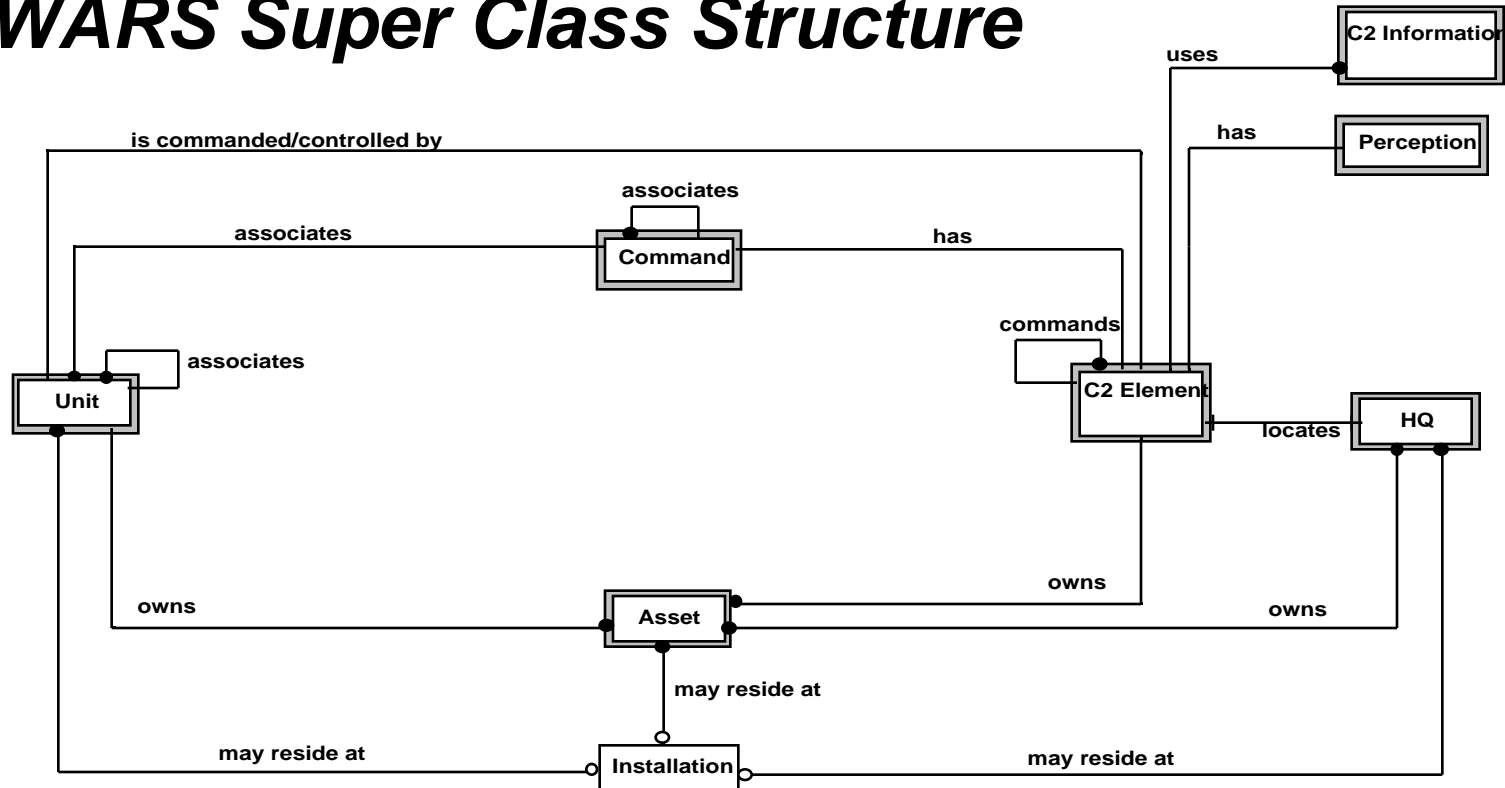 WARS Super Class Structure
C2 Information
uses
has
Perception
is commanded/controlled by
associates
associates
Command
has
commands
associates
Unit
C2 Element
HQ
locates
owns
owns
owns
Asset
may reside at
may reside at
Installation
may reside at